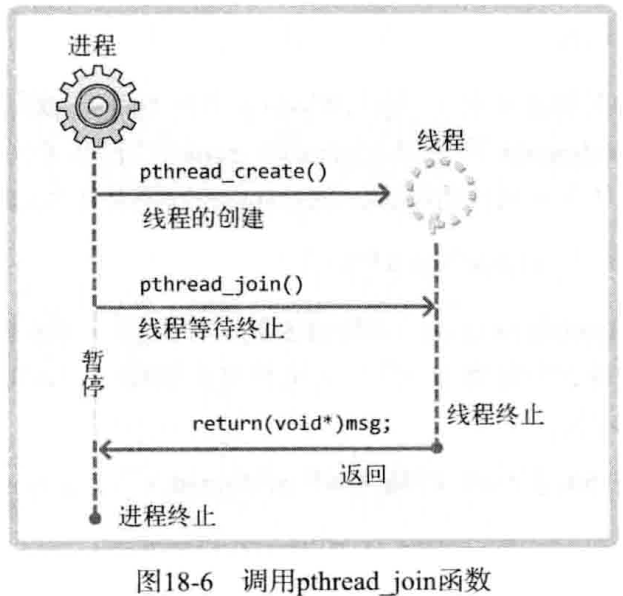 进程
线程
pthread_create()
线程的创建
pthread_join()
线程等待终止
暂停
return(void*)msg;
线程终止
返回
进程终止
图18-6 调用pthread_join函数